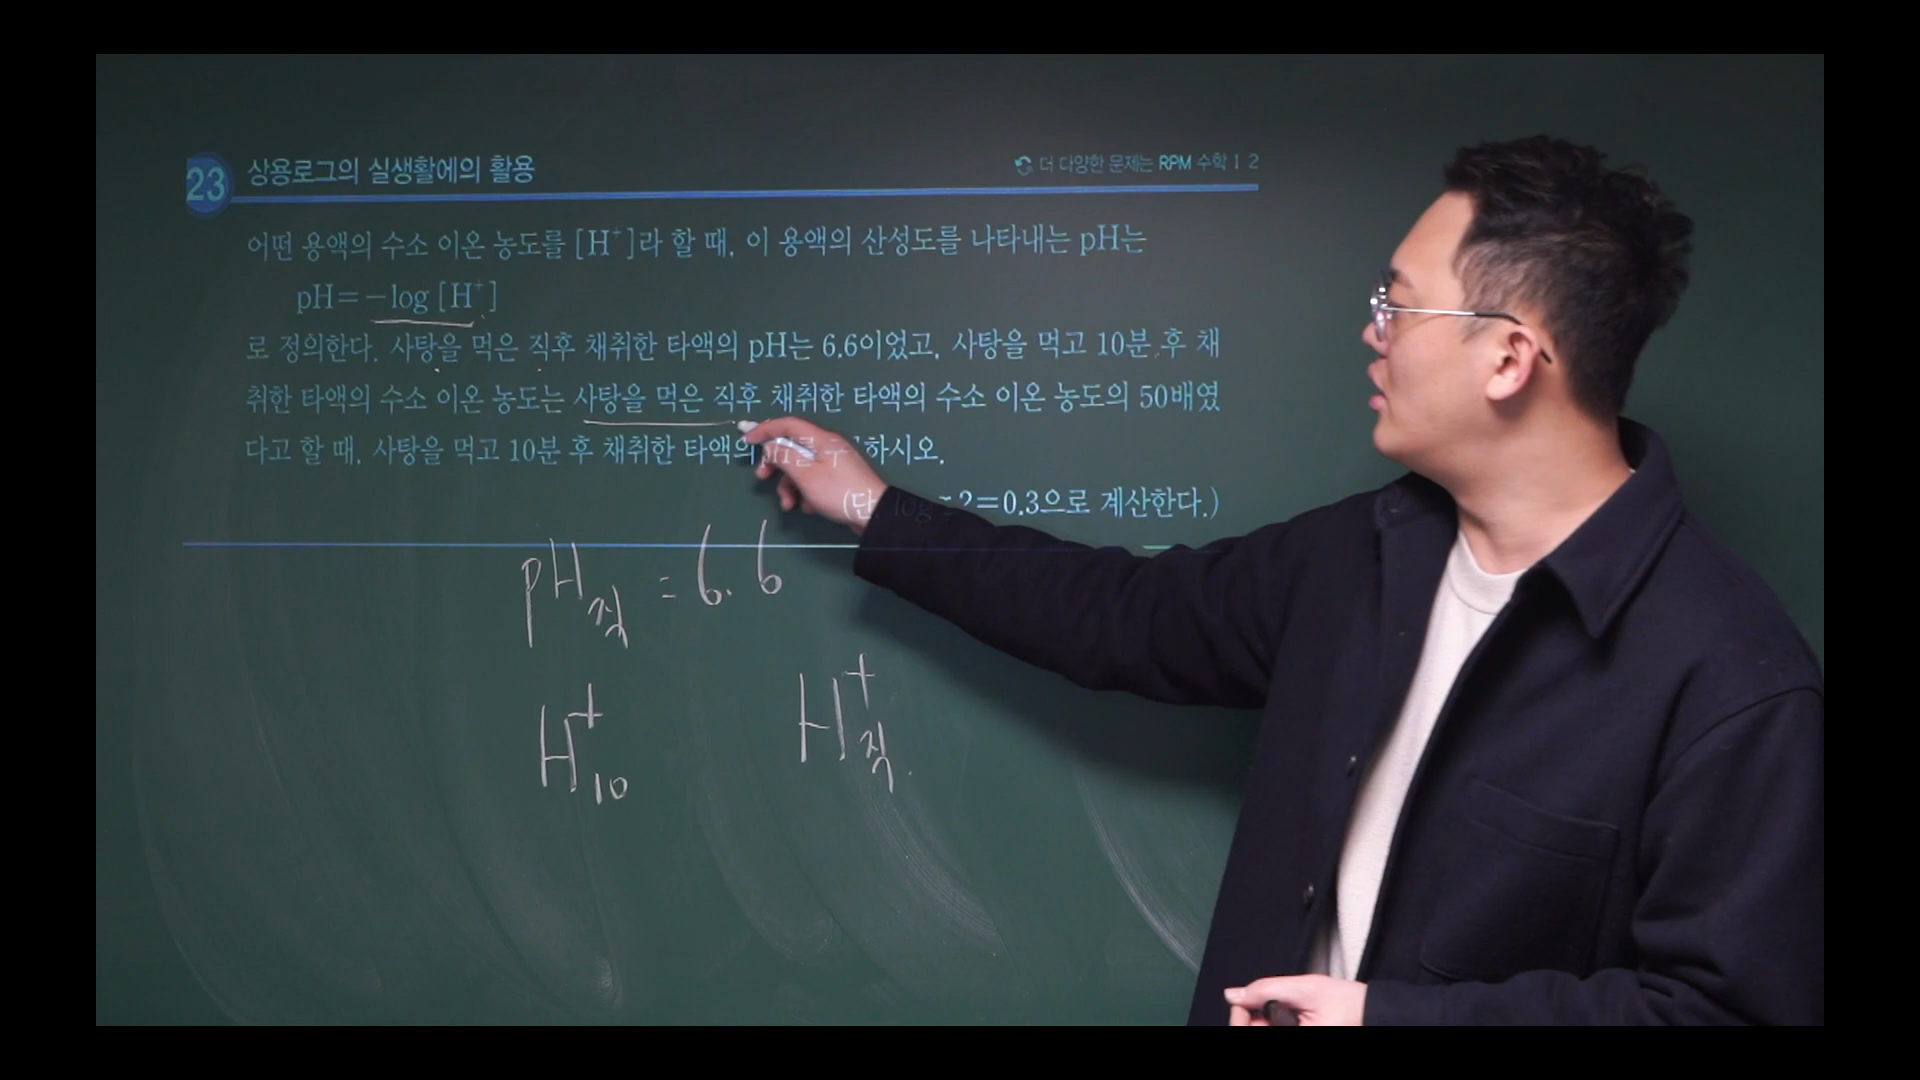 23 상용로그의 실생활에의 활용
더 다양한 문제는 RPM 수학 I 2
어떤 용액의 수소 이온 농도를 [H⁺]라 할 때, 이 용액의 산성도를 나타내는 pH는
pH=-log [H⁺]
로 정의한다. 사탕을 먹은 직후 채취한 타액의 pH는 6.6이었고, 사탕을 먹고 10분 후 채
취한 타액의 수소 이온 농도는 사탕을 먹은 직후 채취한 타액의 수소 이온 농도의 50배였
다고 할 때, 사탕을 먹고 10분 후 채취한 타액의 pH를 구하시오.
(단, log 2=0.3으로 계산한다.)
pH직 = 6.6
H⁺10 H⁺직